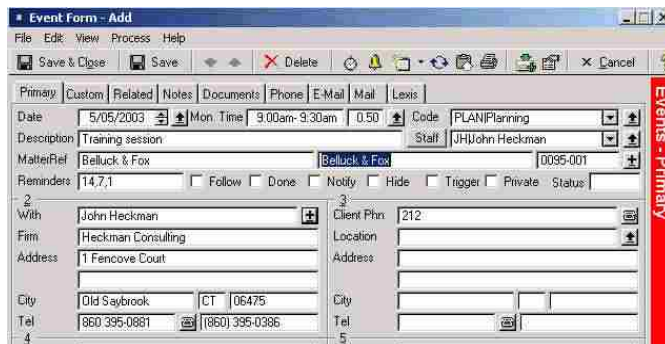 Event Form - Add
File Edit View Process Help
Save & Close Save Delete Cancel
Primary Custom Related Notes Documents Phone E-Mail Mail Lexis
Date 5/05/2003 Mon Time 9:00am- 9:30am 0.50 Code PLAN|Planning
Description Training session Staff JH|John Heckman
MatterRef Belluck & Fox Belluck & Fox 0095-001
Reminders 14,7,1 Follow Done Notify Hide Trigger Private Status
2 3
With John Heckman Client Phn 212
Firm Heckman Consulting Location
Address 1 Fencove Court Address
City Old Saybrook CT 06475 City
Tel 860 395-0881 (860) 395-0386 Tel
4 5
Events - Primary